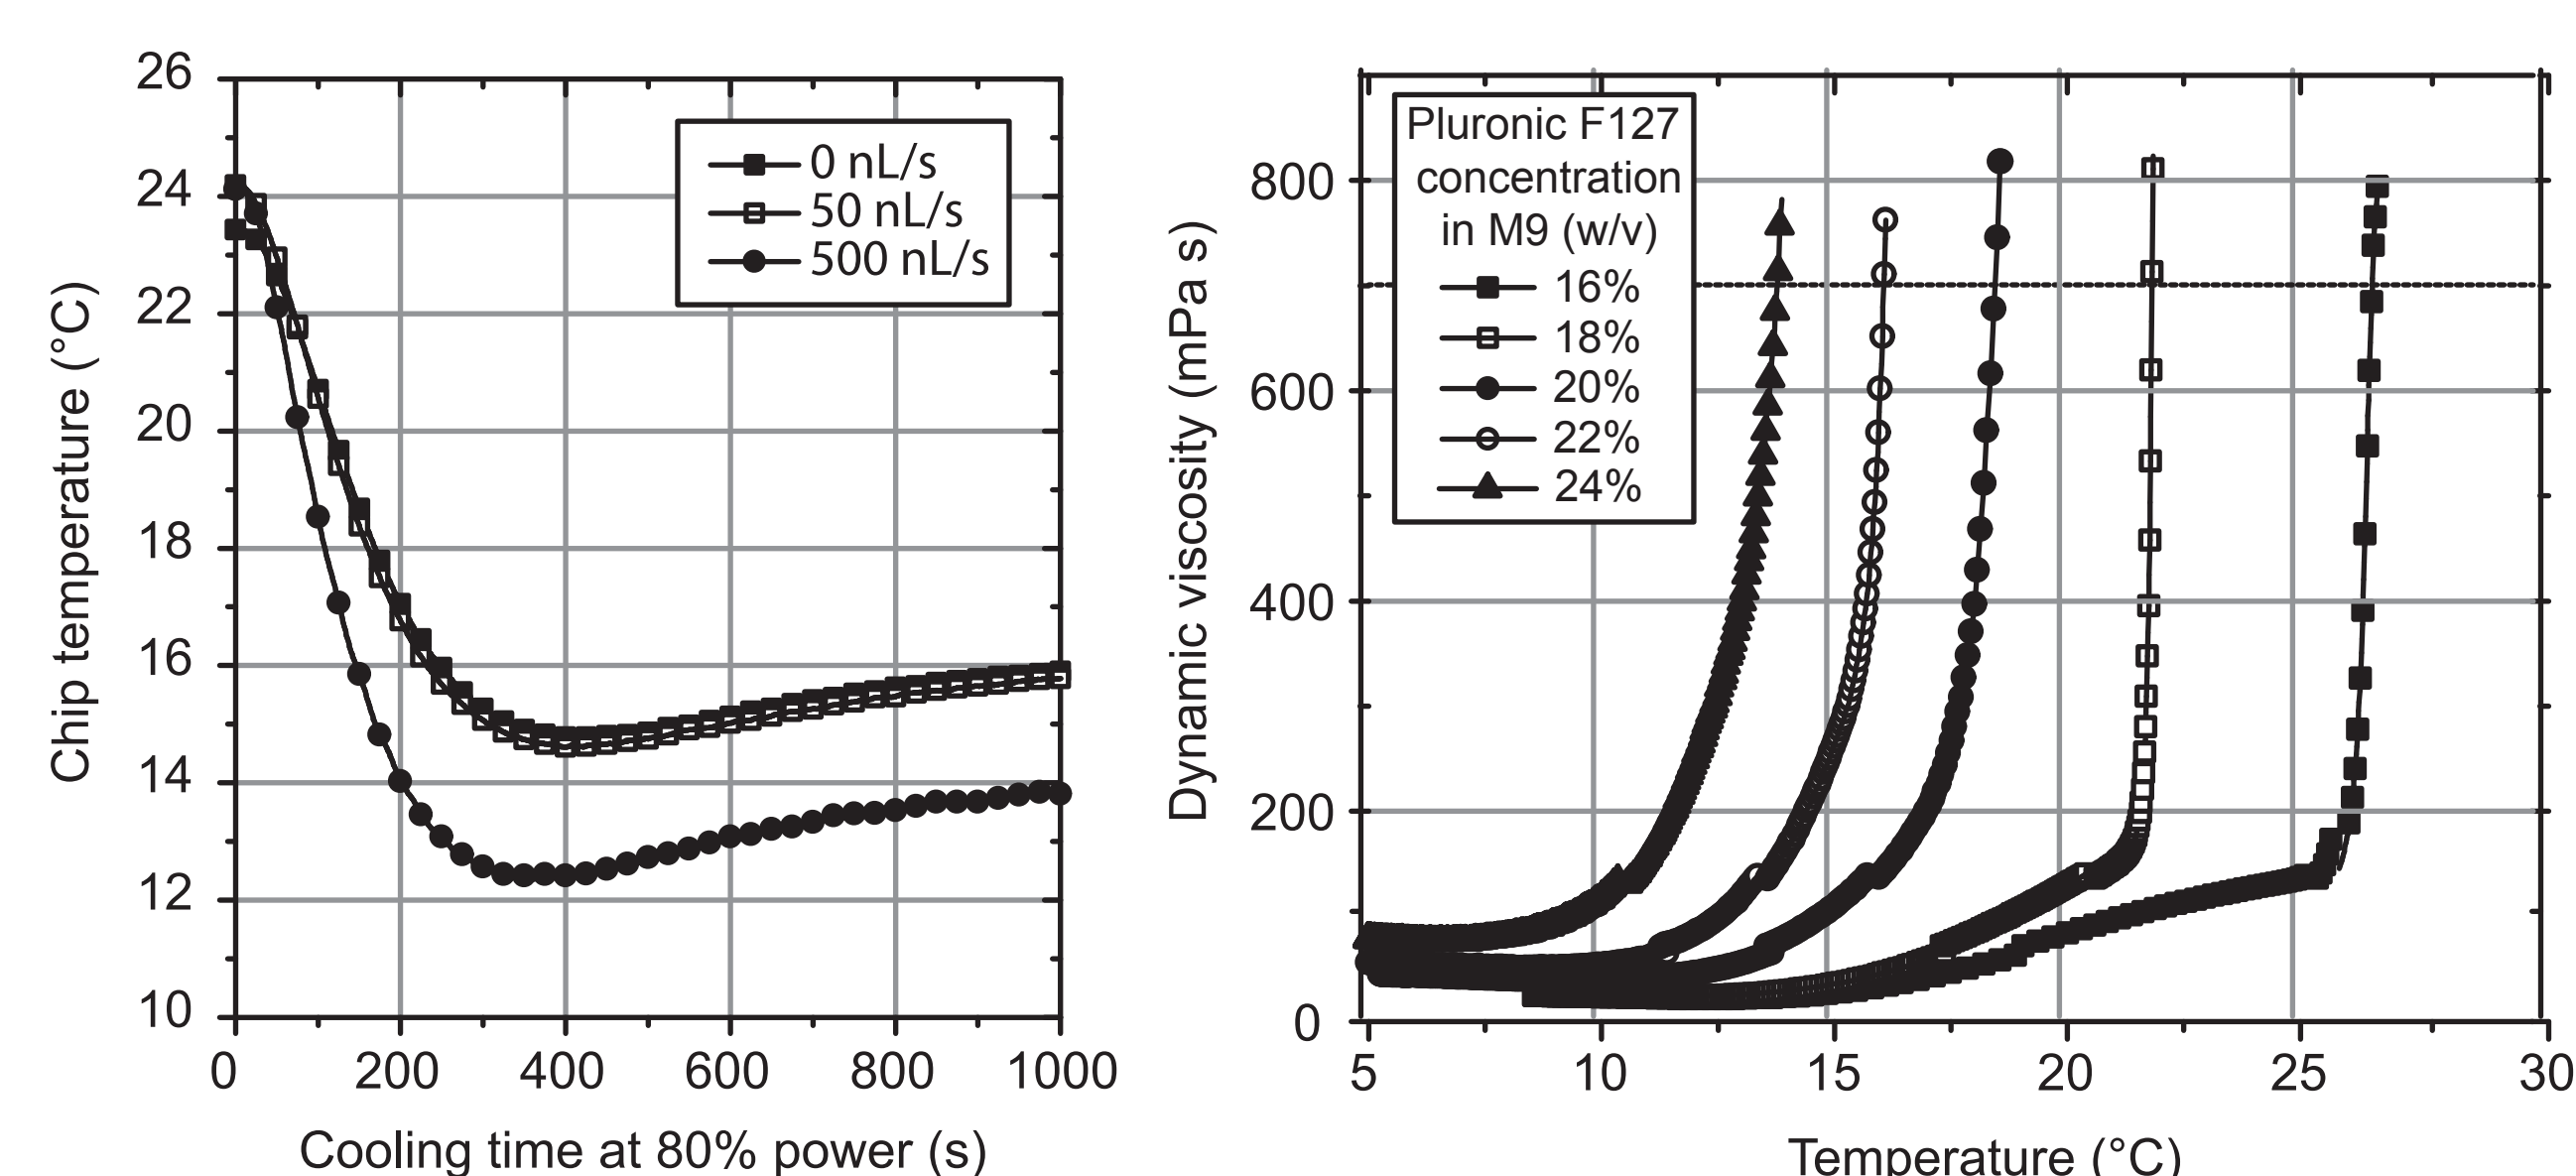 Chip temperature (°C)
26
24
22
20
18
16
14
12
10
0 nL/s
50 nL/s
500 nL/s
0 200 400 600 800 1000
Cooling time at 80% power (s)
Dynamic viscosity (mPa s)
800
600
400
200
0
Pluronic F127
concentration
in M9 (w/v)
16%
18%
20%
22%
24%
5 10 15 20 25 30
Temperature (°C)